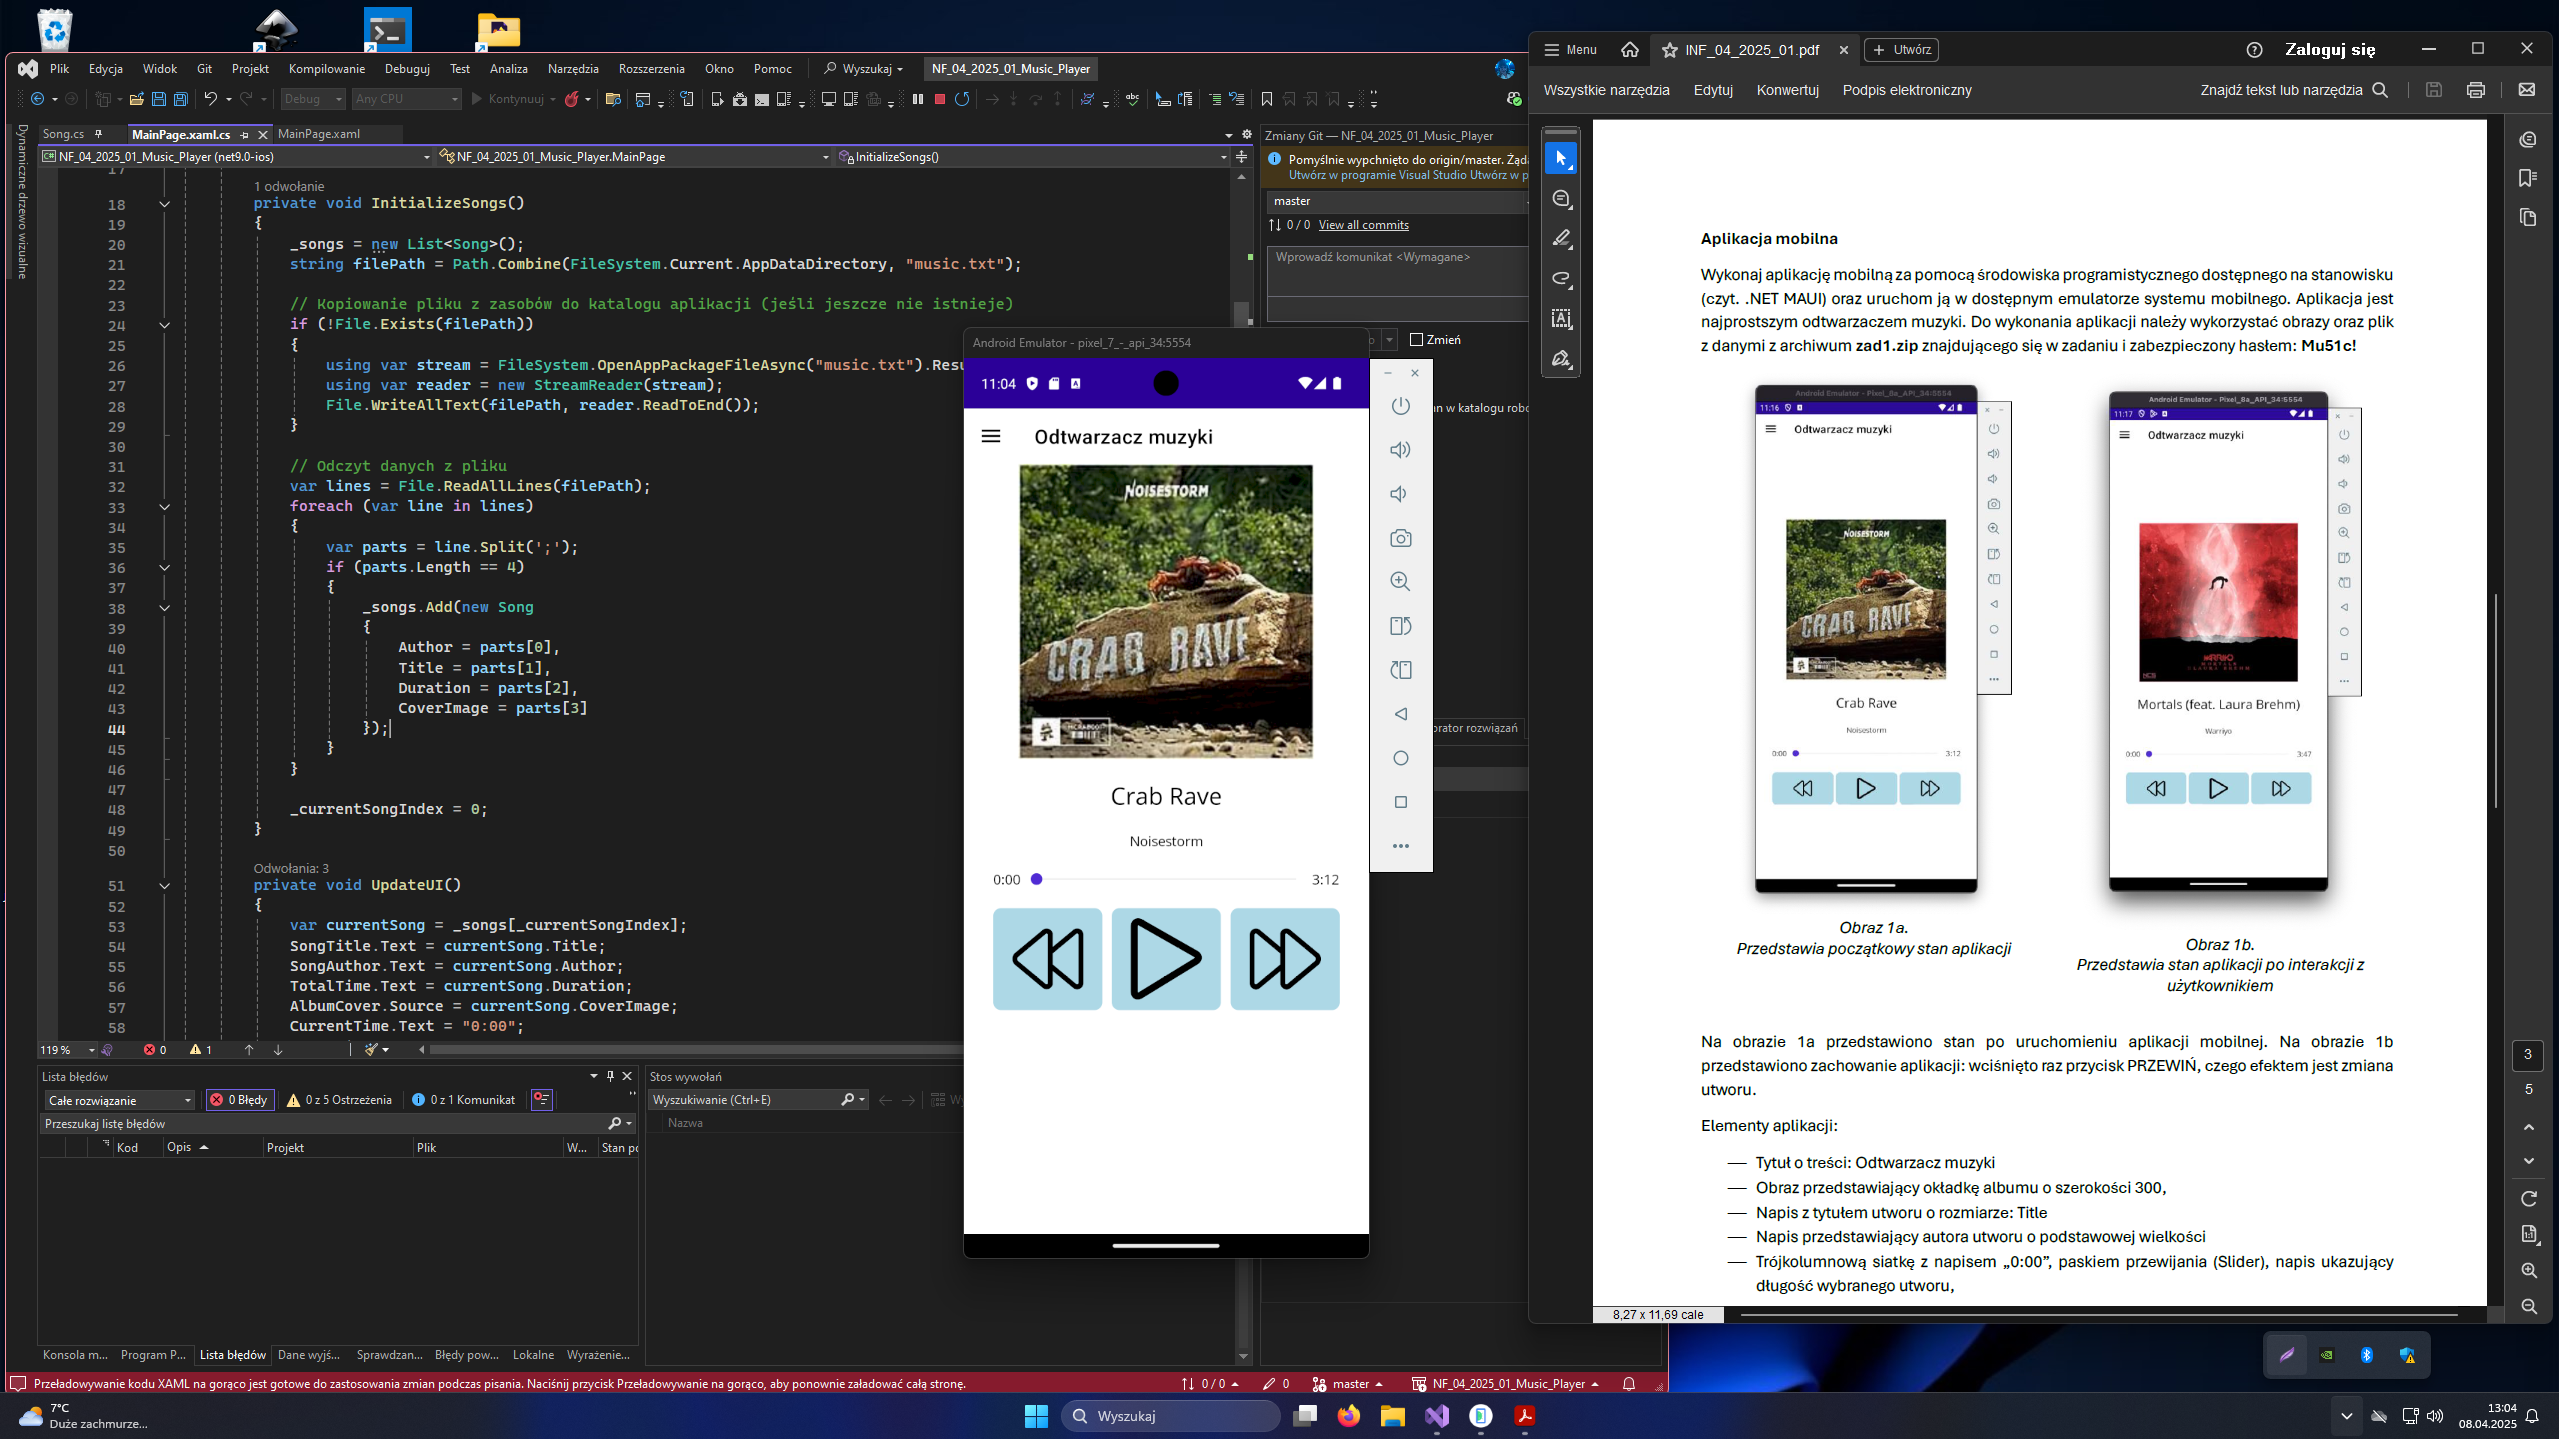 Plik Edycja Widok Git Projekt Kompilowanie Debuguj Test Analiza Narzędzia Rozszerzenia Okno Pomoc Wyszukaj NF_04_2025_01_Music_Player
Debug Any CPU Kontynuuj
Dynamiczne drzewo wizualne
Song.cs MainPage.xaml.cs MainPage.xaml
NF_04_2025_01_Music_Player (net9.0-ios) NF_04_2025_01_Music_Player.MainPage InitializeSongs()
17
1 odwołanie
18 private void InitializeSongs()
19 {
20 _songs = new List<Song>();
21 string filePath = Path.Combine(FileSystem.Current.AppDataDirectory, "music.txt");
22
23 // Kopiowanie pliku z zasobów do katalogu aplikacji (jeśli jeszcze nie istnieje)
24 if (!File.Exists(filePath))
25 {
26 using var stream = FileSystem.OpenAppPackageFileAsync("music.txt").Resu
27 using var reader = new StreamReader(stream);
28 File.WriteAllText(filePath, reader.ReadToEnd());
29 }
30
31 // Odczyt danych z pliku
32 var lines = File.ReadAllLines(filePath);
33 foreach (var line in lines)
34 {
35 var parts = line.Split(';');
36 if (parts.Length == 4)
37 {
38 _songs.Add(new Song
39 {
40 Author = parts[0],
41 Title = parts[1],
42 Duration = parts[2],
43 CoverImage = parts[3]
44 });
45 }
46 }
47
48 _currentSongIndex = 0;
49 }
50
Odwołania: 3
51 private void UpdateUI()
52 {
53 var currentSong = _songs[_currentSongIndex];
54 SongTitle.Text = currentSong.Title;
55 SongAuthor.Text = currentSong.Author;
56 TotalTime.Text = currentSong.Duration;
57 AlbumCover.Source = currentSong.CoverImage;
58 CurrentTime.Text = "0:00";
119 % 0 1
Lista błędów
Całe rozwiązanie 0 Błędy 0 z 5 Ostrzeżenia 0 z 1 Komunikat
Przeszukaj listę błędów
Kod Opis Projekt Plik W... Stan po
Konsola m... Program P... Lista błędów Dane wyjś... Sprawdzan... Błędy pow... Lokalne Wyrażenie...
Stos wywołań
Wyszukiwanie (Ctrl+E)
Nazwa
Przeładowywanie kodu XAML na gorąco jest gotowe do zastosowania zmian podczas pisania. Naciśnij przycisk Przeładowywanie na gorąco, aby ponownie załadować całą stronę.
0 / 0 0 master NF_04_2025_01_Music_Player
Zmiany Git — NF_04_2025_01_Music_Player
Pomyślnie wypchnięto do origin/master. Żąda
Utwórz w programie Visual Studio Utwórz w p
master
0 / 0 View all commits
Wprowadź komunikat <Wymagane>
Zmień
n w katalogu robo
orator rozwiązań
Android Emulator - pixel_7_-_api_34:5554
11:04
Odtwarzacz muzyki
NOISESTORM
CRAB RAVE
Crab Rave
Noisestorm
0:00 3:12
Menu INF_04_2025_01.pdf Utwórz Zaloguj się
Wszystkie narzędzia Edytuj Konwertuj Podpis elektroniczny Znajdź tekst lub narzędzia
Aplikacja mobilna
Wykonaj aplikację mobilną za pomocą środowiska programistycznego dostępnego na stanowisku
(czyt. .NET MAUI) oraz uruchom ją w dostępnym emulatorze systemu mobilnego. Aplikacja jest
najprostszym odtwarzaczem muzyki. Do wykonania aplikacji należy wykorzystać obrazy oraz plik
z danymi z archiwum zad1.zip znajdującego się w zadaniu i zabezpieczony hasłem: Mu51c!
Android Emulator - Pixel_8a_API_34:5554
11:16
Odtwarzacz muzyki
NOISESTORM
CRAB RAVE
Crab Rave
Noisestorm
0:00 3:12
Android Emulator - Pixel_8a_API_34:5554
11:17
Odtwarzacz muzyki
Mortals (feat. Laura Brehm)
Warriyo
0:00 3:47
Obraz 1a.
Przedstawia początkowy stan aplikacji
Obraz 1b.
Przedstawia stan aplikacji po interakcji z
użytkownikiem
Na obrazie 1a przedstawiono stan po uruchomieniu aplikacji mobilnej. Na obrazie 1b
przedstawiono zachowanie aplikacji: wciśnięto raz przycisk PRZEWIŃ, czego efektem jest zmiana
utworu.
Elementy aplikacji:
— Tytuł o treści: Odtwarzacz muzyki
— Obraz przedstawiający okładkę albumu o szerokości 300,
— Napis z tytułem utworu o rozmiarze: Title
— Napis przedstawiający autora utworu o podstawowej wielkości
— Trójkolumnową siatkę z napisem „0:00”, paskiem przewijania (Slider), napis ukazujący
długość wybranego utworu,
8,27 x 11,69 cale
3
5
7°C
Duże zachmurze...
Wyszukaj
13:04
08.04.2025